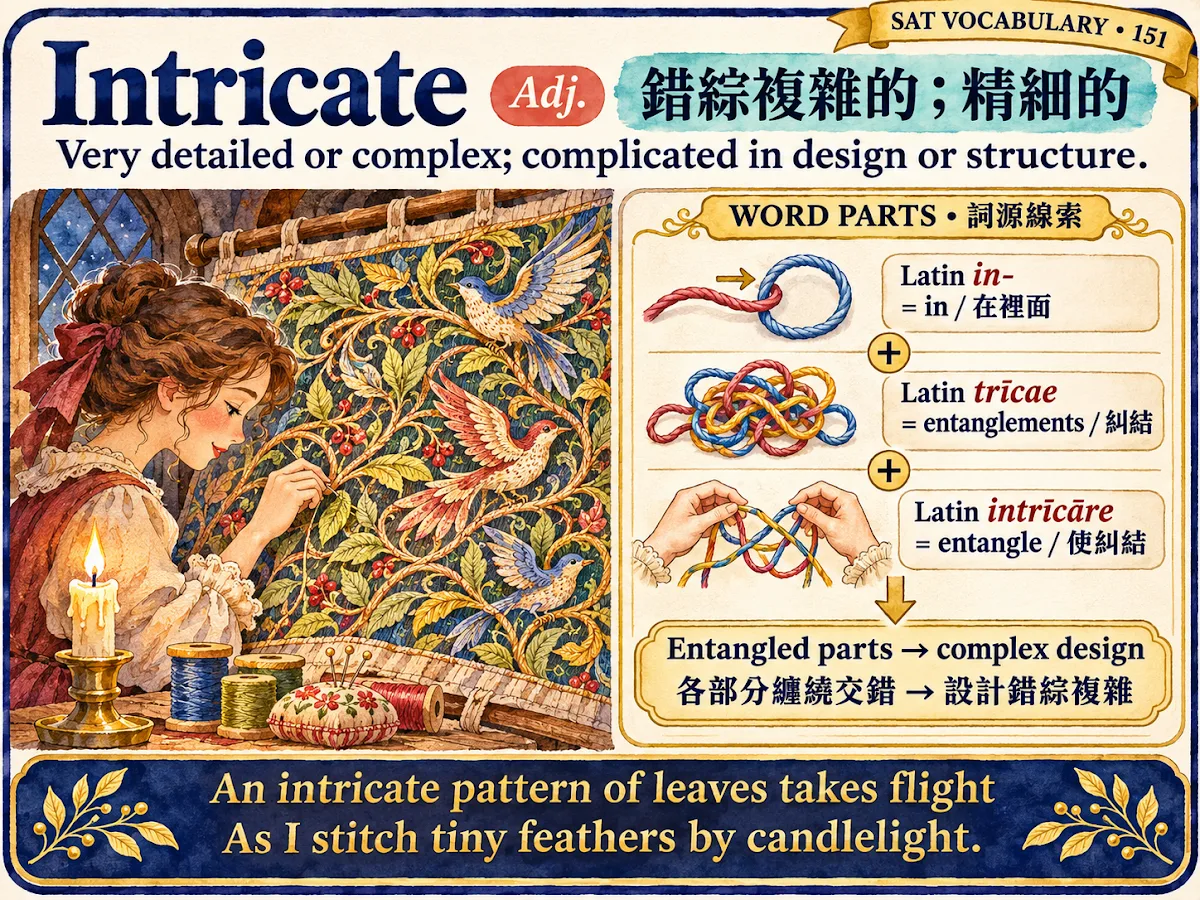 SAT VOCABULARY • 151
Intricate
Adj.
錯綜複雜的；精細的
Very detailed or complex; complicated in design or structure.
WORD PARTS • 詞源線索
Latin in-
= in / 在裡面
+
Latin trīcae
= entanglements / 糾結
+
Latin intrīcāre
= entangle / 使糾結
Entangled parts → complex design
各部分纏繞交錯 → 設計錯綜複雜
An intricate pattern of leaves takes flight
As I stitch tiny feathers by candlelight.